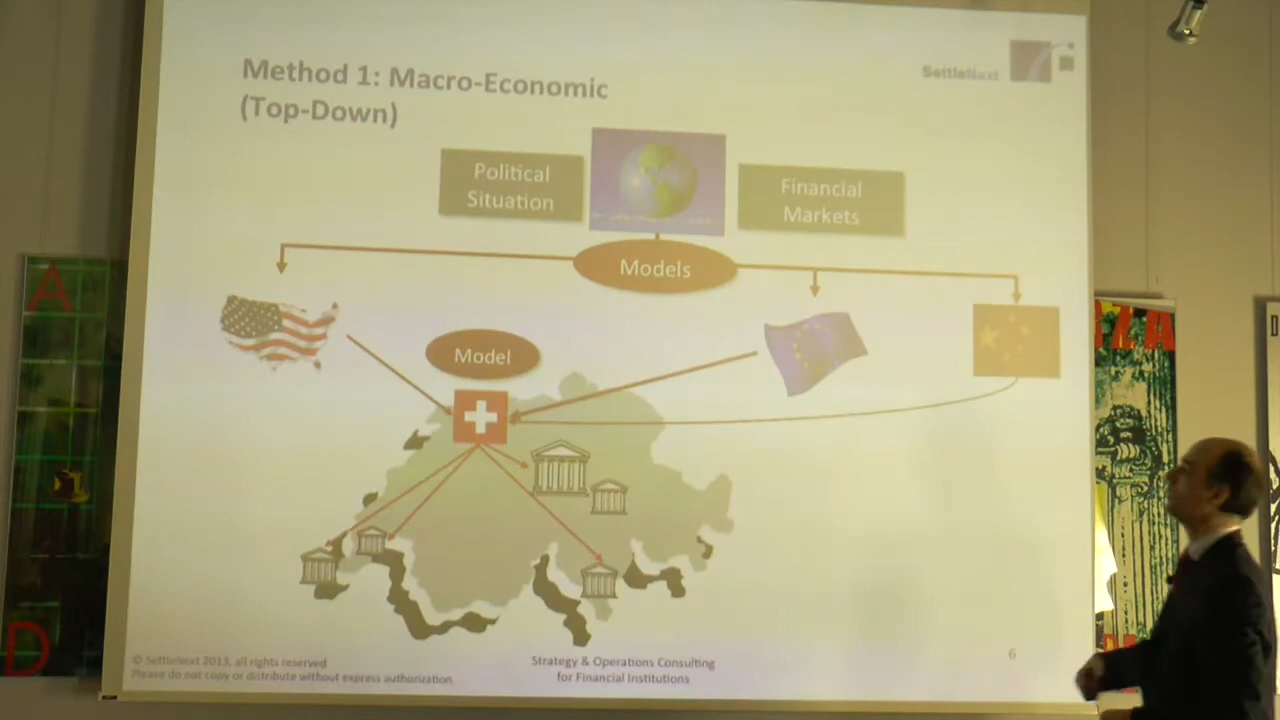 Method 1: Macro-Economic
(Top-Down)
SettleNext
Political
Situation
Financial
Markets
Models
Model
A
D
ZA
D
© SettleNext 2013, all rights reserved
Please do not copy or distribute without express authorization.
Strategy & Operations Consulting
for Financial Institutions
6